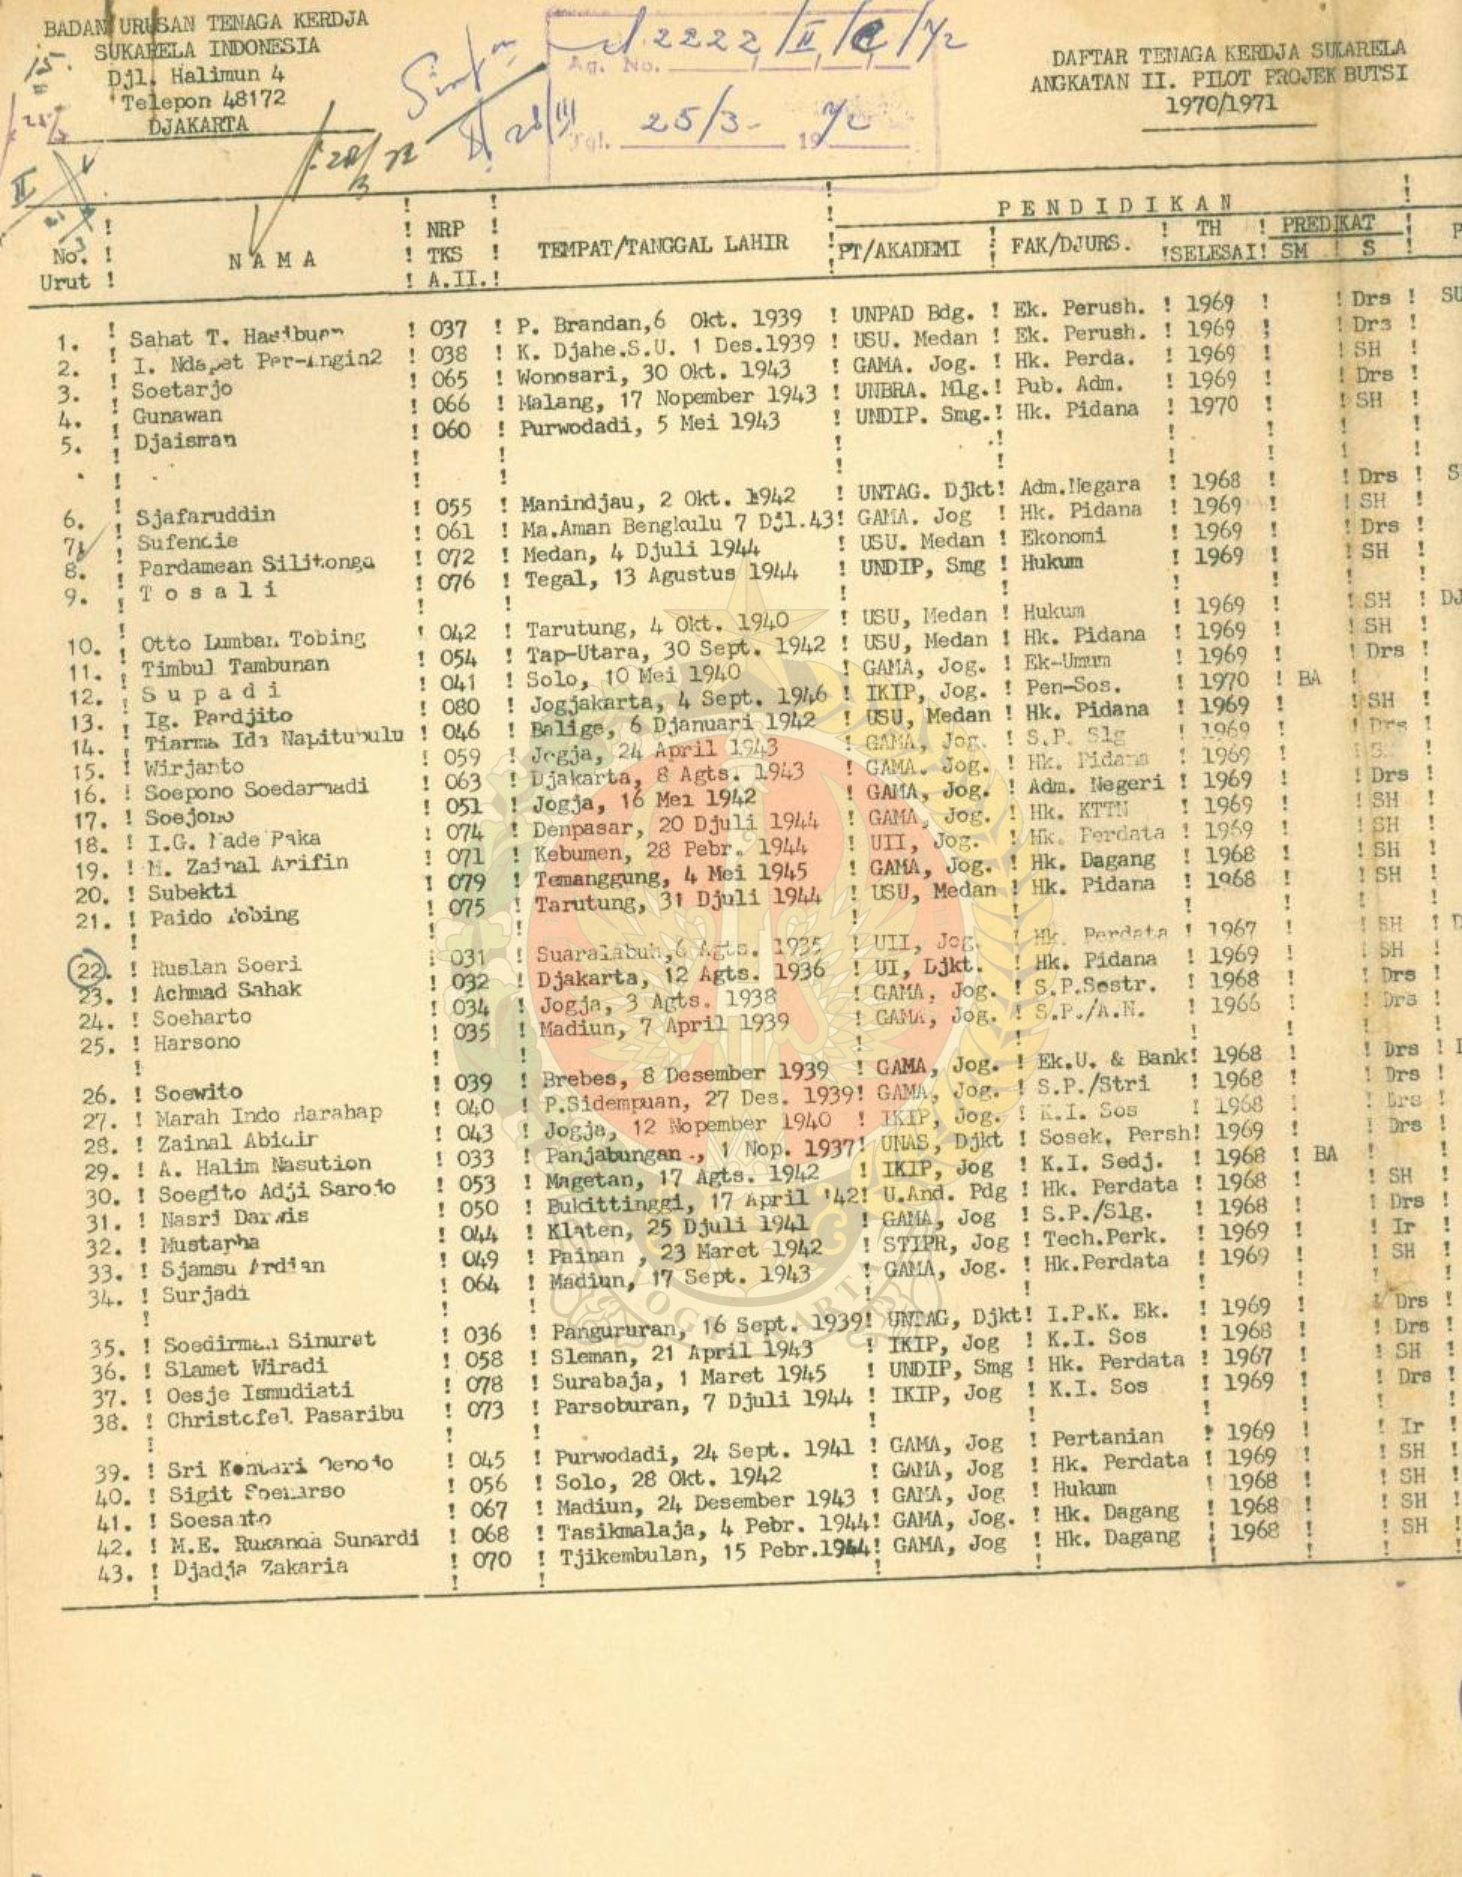 BADAN URUSAN TENAGA KERDJA
SUKARELA INDONESIA
Djl. Halimun 4
Telepon 48172
DJAKARTA
Ag. No. 2222/II/C/72
Tgl. 25/3- 1972
DAFTAR TENAGA KERDJA SUKARELA
ANGKATAN II. PILOT PROJEK BUTSI
1970/1971
No. Urut ! N A M A ! NRP TKS A.II. ! TEMPAT/TANGGAL LAHIR ! P E N D I D I K A N
PT/AKADEMI ! FAK/DJURS. ! TH SELESAI ! PREDIKAT SM ! S
1. ! Sahat T. Hasibuan ! 037 ! P. Brandan,6 Okt. 1939 ! UNPAD Bdg. ! Ek. Perush. ! 1969 ! ! Drs !
2. ! I. Ndapet Per-Angin2 ! 038 ! K. Djahe.S.U. 1 Des.1939 ! USU. Medan ! Ek. Perush. ! 1969 ! ! Drs !
3. ! Soetarjo ! 065 ! Wonosari, 30 Okt. 1943 ! GAMA. Jog. ! Hk. Perda. ! 1969 ! ! SH !
4. ! Gunawan ! 066 ! Malang, 17 Nopember 1943 ! UNBRA. Mlg. ! Pub. Adm. ! 1969 ! ! Drs !
5. ! Djaisman ! 060 ! Purwodadi, 5 Mei 1943 ! UNDIP. Smg. ! Hk. Pidana ! 1970 ! ! SH !
6. ! Sjafaruddin ! 055 ! Manindjau, 2 Okt. 1942 ! UNTAG. Djkt! Adm.Negara ! 1968 ! ! Drs !
7. ! Sufendie ! 061 ! Ma.Aman Bengkulu 7 Djl.43! GAMA. Jog ! Hk. Pidana ! 1969 ! ! SH !
8. ! Pardamean Silitonga ! 072 ! Medan, 4 Djuli 1944 ! USU. Medan ! Ekonomi ! 1969 ! ! Drs !
9. ! T o s a l i ! 076 ! Tegal, 13 Agustus 1944 ! UNDIP, Smg ! Hukum ! 1969 ! ! SH !
10. ! Otto Lumban Tobing ! 042 ! Tarutung, 4 Okt. 1940 ! USU, Medan ! Hukum ! 1969 ! ! SH !
11. ! Timbul Tambunan ! 054 ! Tap-Utara, 30 Sept. 1942 ! USU, Medan ! Hk. Pidana ! 1969 ! ! SH !
12. ! S u p a d i ! 041 ! Solo, 10 Mei 1940 ! GAMA, Jog. ! Ek-Umum ! 1969 ! ! Drs !
13. ! Ig. Pardjito ! 080 ! Jogjakarta, 4 Sept. 1946 ! IKIP, Jog. ! Pen-Sos. ! 1970 ! BA ! !
14. ! Tiarma Ida Napitupulu ! 046 ! Balige, 6 Djanuari 1942 ! USU, Medan ! Hk. Pidana ! 1969 ! ! SH !
15. ! Wirjanto ! 059 ! Jogja, 24 April 1943 ! GAMA, Jog. ! S.P. Slg ! 1969 ! ! Drs !
16. ! Soepono Soedarmadi ! 063 ! Djakarta, 8 Agts. 1943 ! GAMA. Jog. ! Hk. Pidana ! 1969 ! ! SH !
17. ! Soejono ! 051 ! Jogja, 16 Mei 1942 ! GAMA, Jog. ! Adm. Negeri ! 1969 ! ! Drs !
18. ! I.G. Made Paka ! 074 ! Denpasar, 20 Djuli 1944 ! GAMA, Jog. ! Hk. KTTN ! 1969 ! ! SH !
19. ! M. Zainal Arifin ! 071 ! Kebumen, 28 Pebr. 1944 ! UII, Jog. ! Hk. Perdata ! 1969 ! ! SH !
20. ! Subekti ! 079 ! Temanggung, 4 Mei 1945 ! GAMA, Jog. ! Hk. Dagang ! 1968 ! ! SH !
21. ! Paido Tobing ! 075 ! Tarutung, 31 Djuli 1944 ! USU, Medan ! Hk. Pidana ! 1968 ! ! SH !
22. ! Ruslan Soeri ! 031 ! Suaralabuh,6 Agts. 1935 ! UII, Jog. ! Hk. Perdata ! 1967 ! ! SH !
23. ! Achmad Sahak ! 032 ! Djakarta, 12 Agts. 1936 ! UI, Djkt. ! Hk. Pidana ! 1969 ! ! SH !
24. ! Soeharto ! 034 ! Jogja, 3 Agts. 1938 ! GAMA, Jog. ! S.P.Sostr. ! 1968 ! ! Drs !
25. ! Harsono ! 035 ! Madiun, 7 April 1939 ! GAMA, Jog. ! S.P./A.N. ! 1966 ! ! Drs !
26. ! Soewito ! 039 ! Brebes, 8 Desember 1939 ! GAMA, Jog. ! Ek.U. & Bank! 1968 ! ! Drs !
27. ! Marah Indo Harahap ! 040 ! P.Sidempuan, 27 Des. 1939! GAMA, Jog. ! S.P./Stri ! 1968 ! ! Drs !
28. ! Zainal Abidir ! 043 ! Jogja, 12 Nopember 1940 ! IKIP, Jog. ! K.I. Sos ! 1968 ! ! Drs !
29. ! A. Halim Nasution ! 033 ! Panjabungan., 1 Nop. 1937! UNAS, Djkt ! Sosek, Persh! 1969 ! ! Drs !
30. ! Soegito Adji Sarojo ! 053 ! Magetan, 17 Agts. 1942 ! IKIP, Jog ! K.I. Sedj. ! 1968 ! BA ! !
31. ! Nasri Darwis ! 050 ! Bukittinggi, 17 April '42! U.And. Pdg ! Hk. Perdata ! 1968 ! ! SH !
32. ! Mustapha ! 044 ! Klaten, 25 Djuli 1941 ! GAMA, Jog ! S.P./Slg. ! 1968 ! ! Drs !
33. ! Sjamsu Ardian ! 049 ! Painan , 23 Maret 1942 ! STIPR, Jog ! Tech.Perk. ! 1969 ! ! Ir !
34. ! Surjadi ! 064 ! Madiun, 17 Sept. 1943 ! GAMA, Jog. ! Hk.Perdata ! 1969 ! ! SH !
35. ! Soedirman Sinurat ! 036 ! Pangururan, 16 Sept. 1939! UNTAG, Djkt! I.P.K. Ek. ! 1969 ! ! Drs !
36. ! Slamet Wiradi ! 058 ! Sleman, 21 April 1943 ! IKIP, Jog ! K.I. Sos ! 1968 ! ! Drs !
37. ! Oesje Ismudiati ! 078 ! Surabaja, 1 Maret 1945 ! UNDIP, Smg ! Hk. Perdata ! 1967 ! ! SH !
38. ! Christofel Pasaribu ! 073 ! Parsoburan, 7 Djuli 1944 ! IKIP, Jog ! K.I. Sos ! 1969 ! ! Drs !
39. ! Sri Kentari ! 045 ! Purwodadi, 24 Sept. 1941 ! GAMA, Jog ! Pertanian ! 1969 ! ! Ir !
40. ! Sigit Soenarso ! 056 ! Solo, 28 Okt. 1942 ! GAMA, Jog ! Hk. Perdata ! 1969 ! ! SH !
41. ! Soesanto ! 067 ! Madiun, 24 Desember 1943 ! GAMA, Jog ! Hukum ! 1968 ! ! SH !
42. ! M.E. Rukanda Sunardi ! 068 ! Tasikmalaja, 4 Pebr. 1944! GAMA, Jog. ! Hk. Dagang ! 1968 ! ! SH !
43. ! Djadja Zakaria ! 070 ! Tjikembulan, 15 Pebr.1944! GAMA, Jog ! Hk. Dagang ! 1968 ! ! SH !